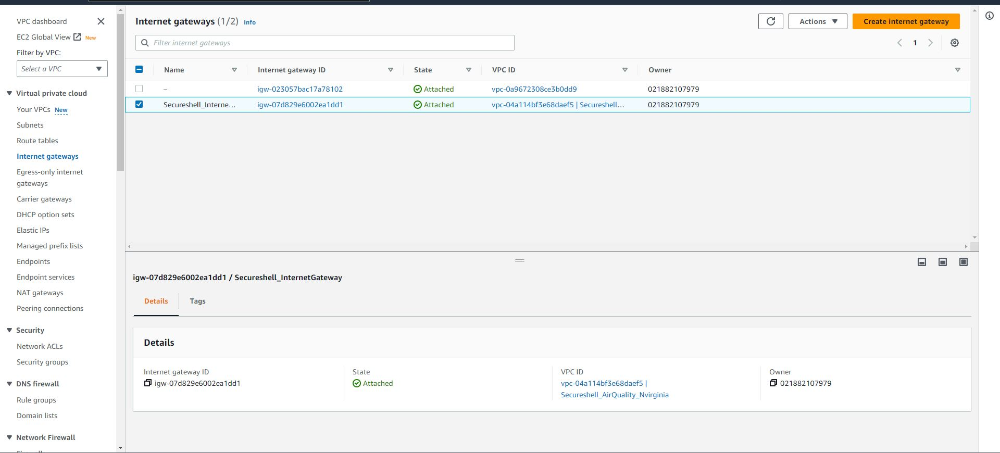 VPC dashboard
EC2 Global View New
Filter by VPC:
Select a VPC
Virtual private cloud
Your VPCs New
Subnets
Route tables
Internet gateways
Egress-only internet
gateways
Carrier gateways
DHCP option sets
Elastic IPs
Managed prefix lists
Endpoints
Endpoint services
NAT gateways
Peering connections
Security
Network ACLs
Security groups
DNS firewall
Rule groups
Domain lists
Network Firewall
Internet gateways (1/2) Info
Actions
Create internet gateway
Filter internet gateways
1
Name Internet gateway ID State VPC ID Owner
– igw-023057bac17a78102 Attached vpc-0a9672308ce3b0dd9 021882107979
Secureshell_Interne... igw-07d829e6002ea1dd1 Attached vpc-04a114bf3e68daef5 | Secureshell... 021882107979
igw-07d829e6002ea1dd1 / Secureshell_InternetGateway
Details Tags
Details
Internet gateway ID
igw-07d829e6002ea1dd1
State
Attached
VPC ID
vpc-04a114bf3e68daef5 |
Secureshell_AirQuality_Nvirginia
Owner
021882107979